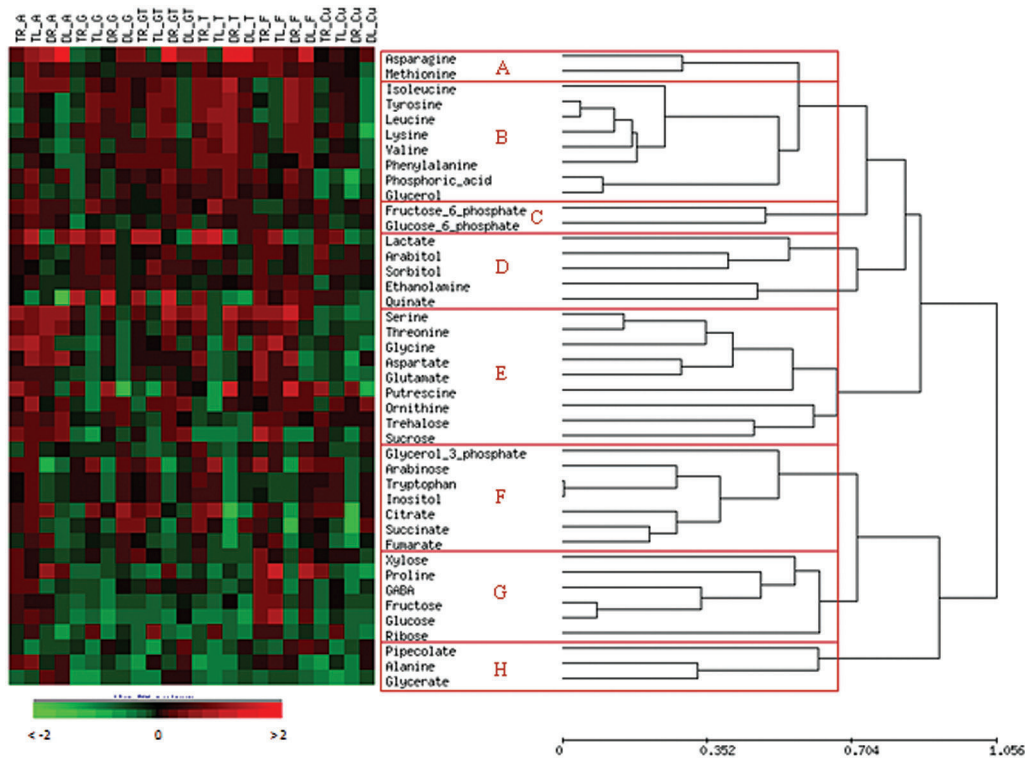 TR_A
TL_A
DR_A
DL_A
TR_G
TL_G
DR_G
DL_G
TR_GT
TL_GT
DR_GT
DL_GT
TR_T
TL_T
DR_T
DL_T
TR_F
TL_F
DR_F
DL_F
TR_Cu
TL_Cu
DR_Cu
DL_Cu
Asparagine
Methionine
A
Isoleucine
Tyrosine
Leucine
Lysine
Valine
Phenylalanine
Phosphoric_acid
Glycerol
B
Fructose_6_phosphate
Glucose_6_phosphate
C
Lactate
Arabitol
Sorbitol
Ethanolamine
Quinate
D
Serine
Threonine
Glycine
Aspartate
Glutamate
Putrescine
Ornithine
Trehalose
Sucrose
E
Glycerol_3_phosphate
Arabinose
Tryptophan
Inositol
Citrate
Succinate
Fumarate
F
Xylose
Proline
GABA
Fructose
Glucose
Ribose
G
Pipecolate
Alanine
Glycerate
H
<-2 0 >2
0 0.352 0.704 1.056